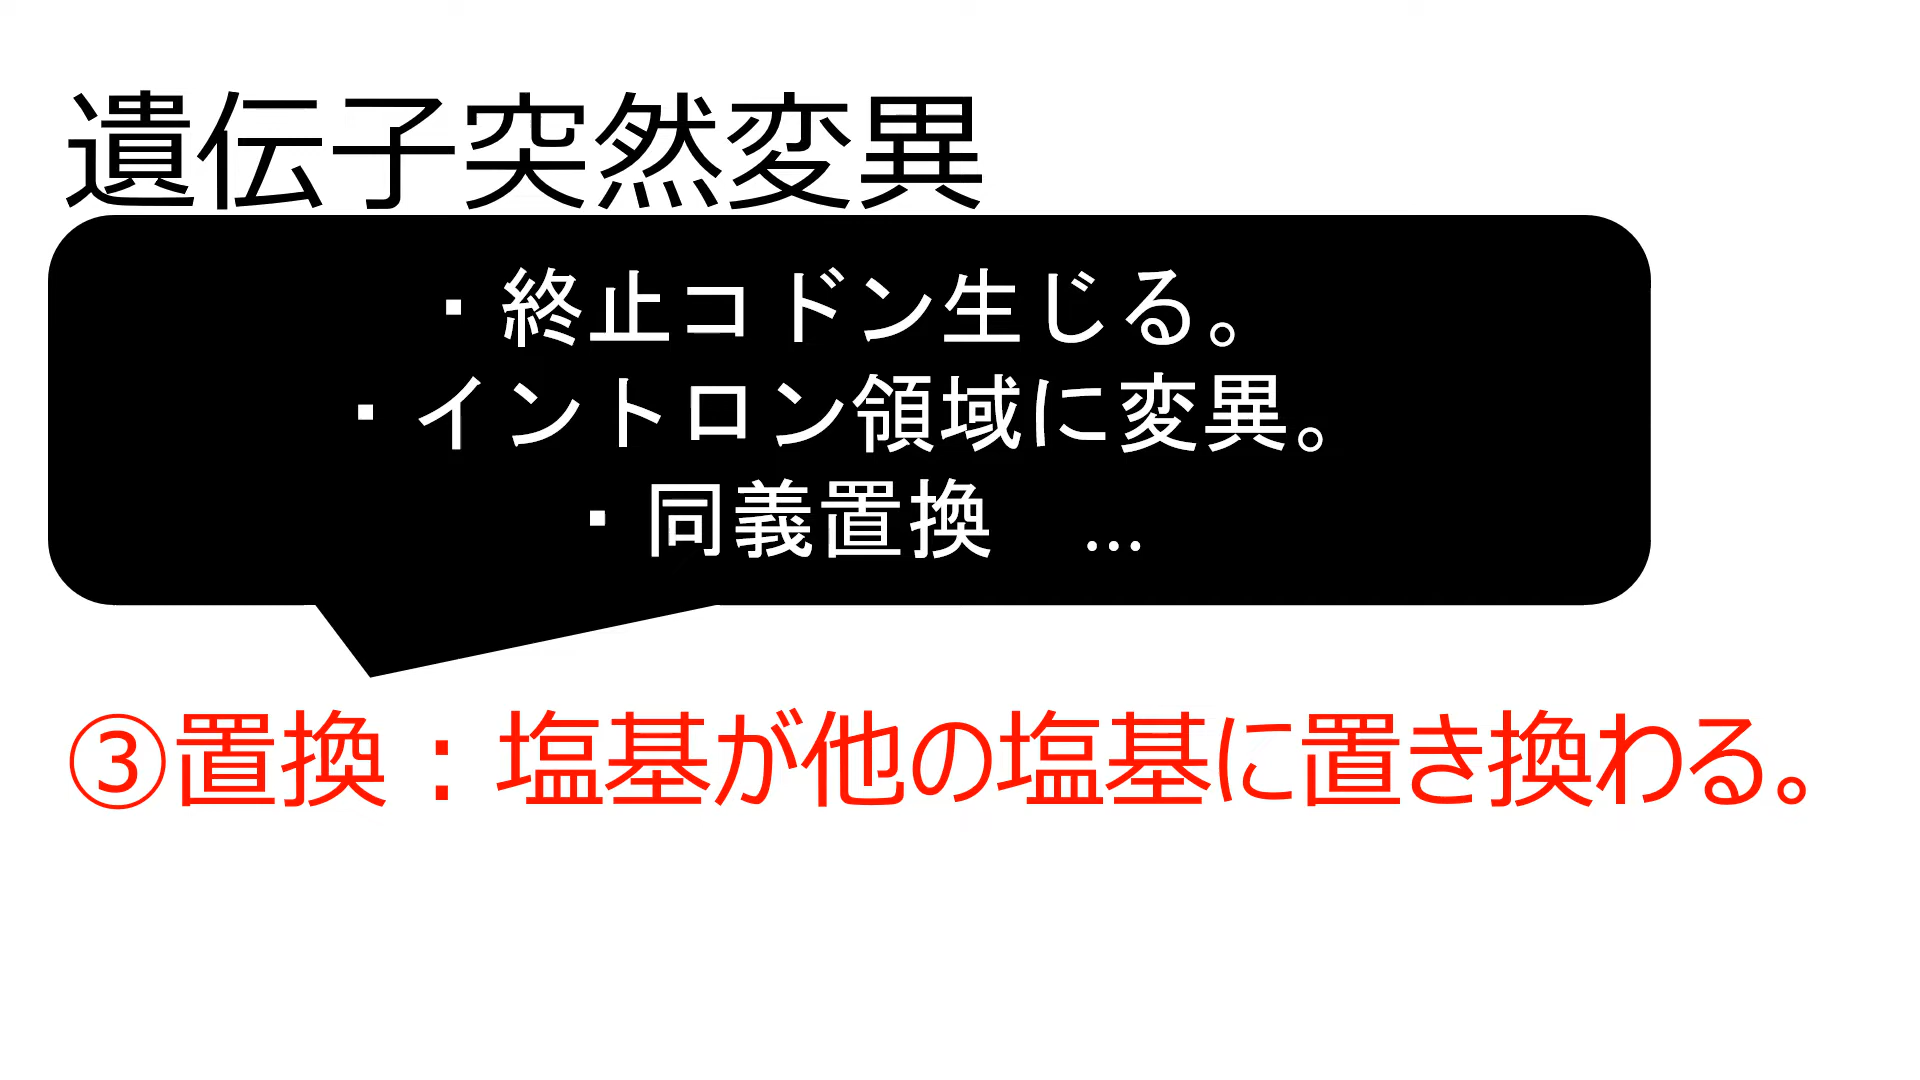 遺伝子突然変異
・終止コドン生じる。
・イントロン領域に変異。
・同義置換　…
③置換：塩基が他の塩基に置き換わる。